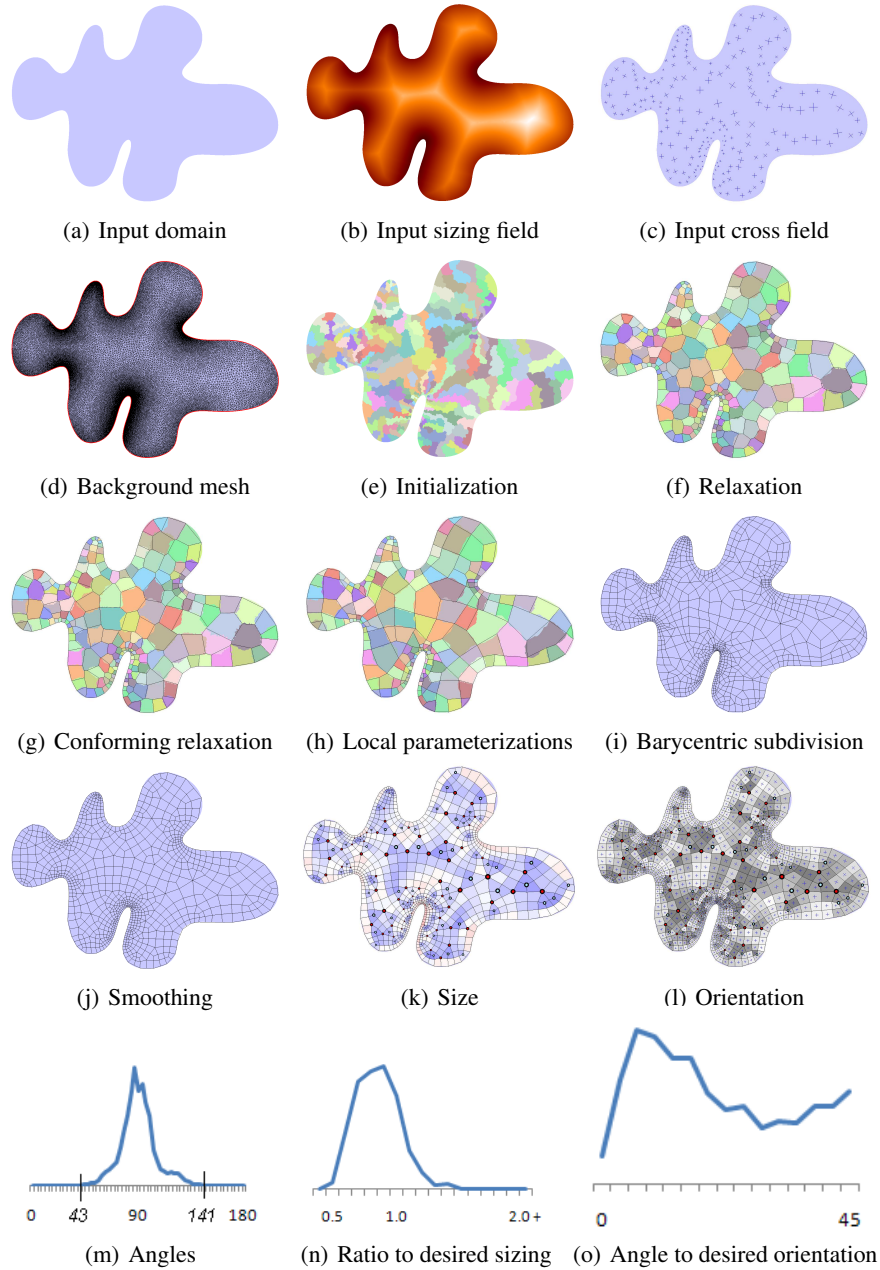 (a) Input domain
(b) Input sizing field
(c) Input cross field
(d) Background mesh
(e) Initialization
(f) Relaxation
(g) Conforming relaxation
(h) Local parameterizations
(i) Barycentric subdivision
(j) Smoothing
(k) Size
(l) Orientation
0 43 90 141 180
0.5 1.0 2.0+
0 45
(m) Angles
(n) Ratio to desired sizing
(o) Angle to desired orientation